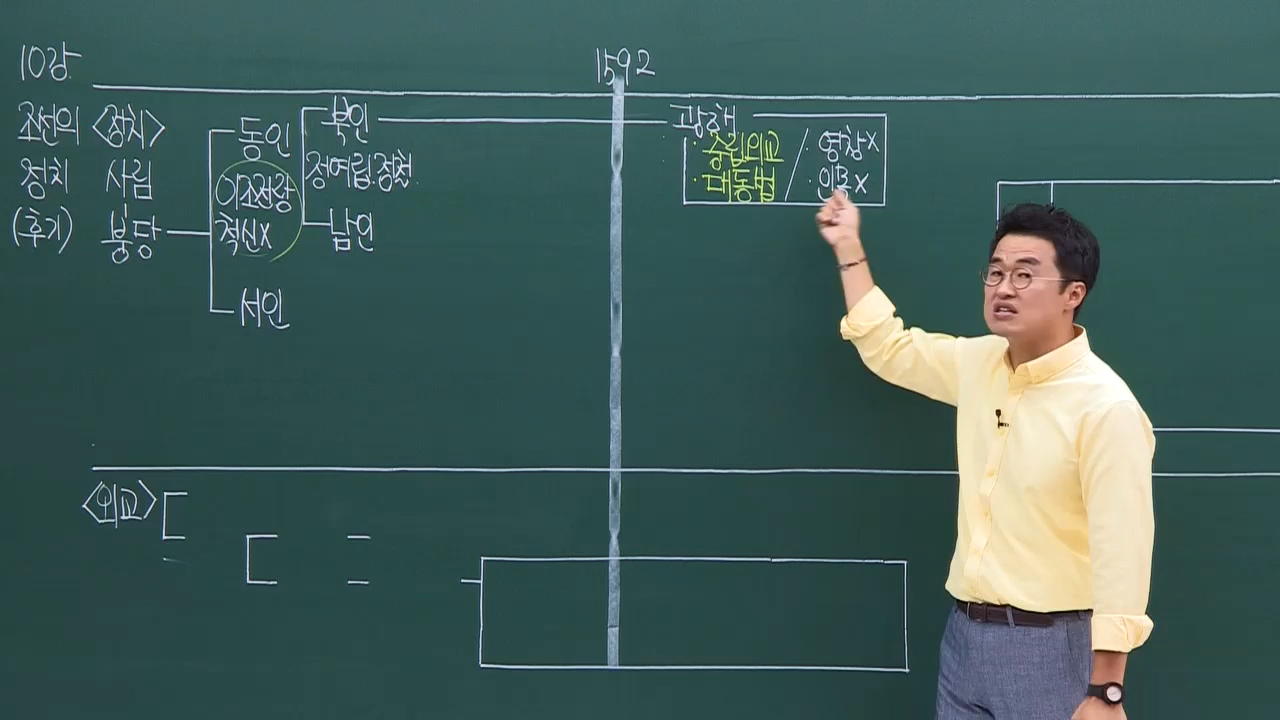 10강
조선의
정치
(후기)
<정치>
사림
붕당
동인
이조전랑
척신X
서인
북인
정여립.정철.
남인
1592
광해
· 중립외교
· 대동법
/
· 영창X
· 인목X
<외교>